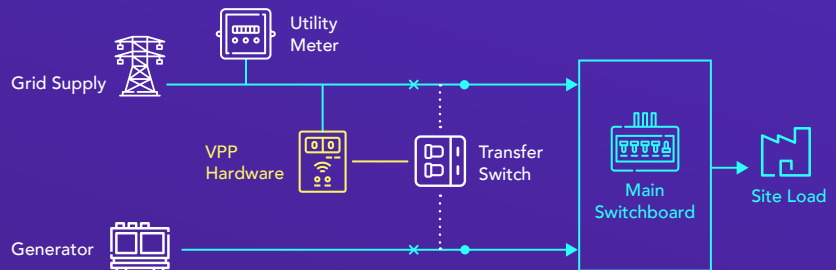 Utility
Meter
Grid Supply
VPP
Hardware
Transfer
Switch
Main
Switchboard
Site Load
Generator